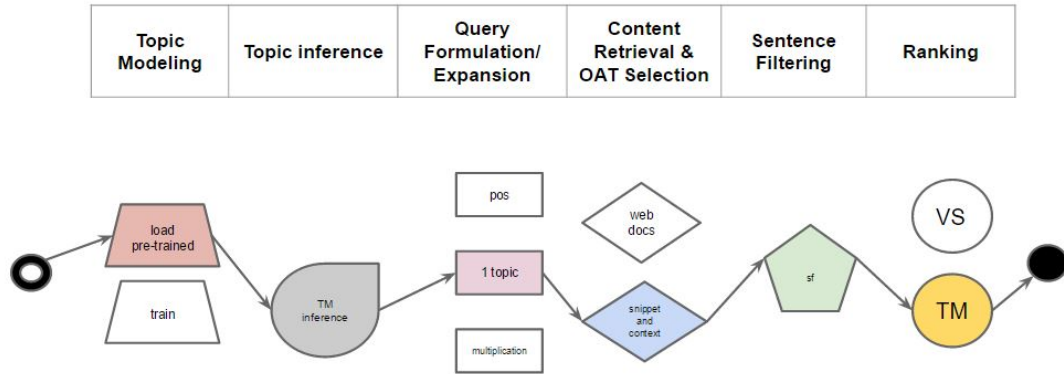 Topic
Modeling
Topic inference
Query
Formulation/
Expansion
Content
Retrieval &
OAT Selection
Sentence
Filtering
Ranking
load
pre-trained
train
TM
inference
pos
1 topic
multiplication
web
docs
snippet
and
context
sf
VS
TM